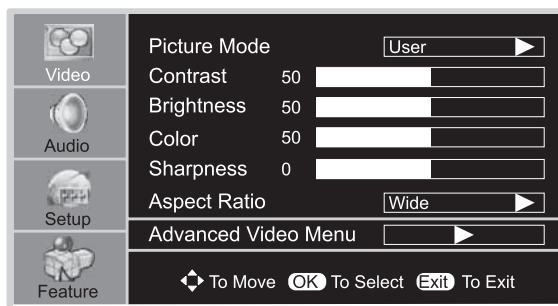 Video
Audio
Setup
Feature
Picture Mode User
Contrast 50
Brightness 50
Color 50
Sharpness 0
Aspect Ratio Wide
Advanced Video Menu
To Move OK To Select Exit To Exit